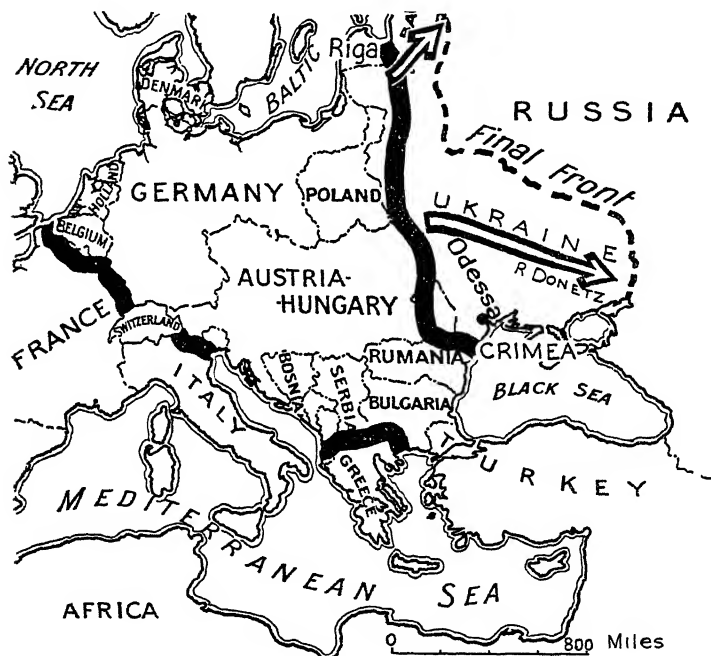 NORTH
SEA
DENMARK
BALTIC
Riga
RUSSIA
Final Front
HOLLAND
GERMANY
POLAND
BELGIUM
UKRAINE
Odessa
R DONETZ
AUSTRIA-
-HUNGARY
FRANCE
SWITZERLAND
RUMANIA
CRIMEA
ITALY
BOSNIA
SERBIA
BULGARIA
BLACK SEA
GREECE
TURKEY
MEDITERRANEAN SEA
AFRICA
0 800 Miles